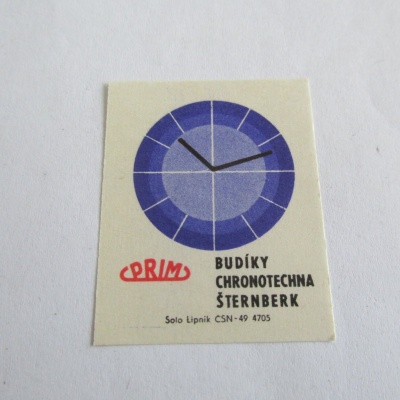 PRIM
BUDÍKY
CHRONOTECHNA
ŠTERNBERK
Solo Lipník ČSN-49 4705